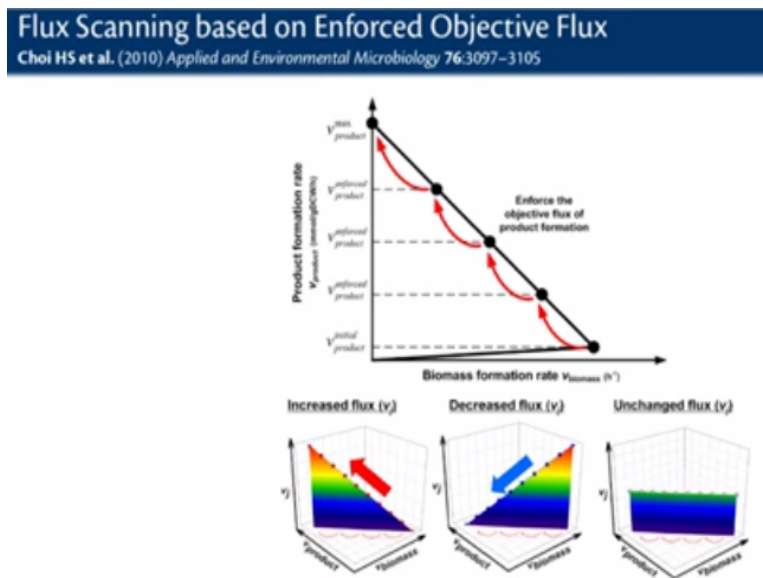 Flux Scanning based on Enforced Objective Flux
Choi HS et al. (2010) Applied and Environmental Microbiology 76:3097–3105
Product formation rate
v_product (mmol/gDCW/h)
V_product^max
V_product^enforced
V_product^enforced
V_product^enforced
V_product^initial
Enforce the
objective flux of
product formation
Biomass formation rate v_biomass (h⁻¹)
Increased flux (v_j)
Decreased flux (v_j)
Unchanged flux (v_j)
v_j
v_product
v_biomass
v_j
v_product
v_biomass
v_j
v_product
v_biomass